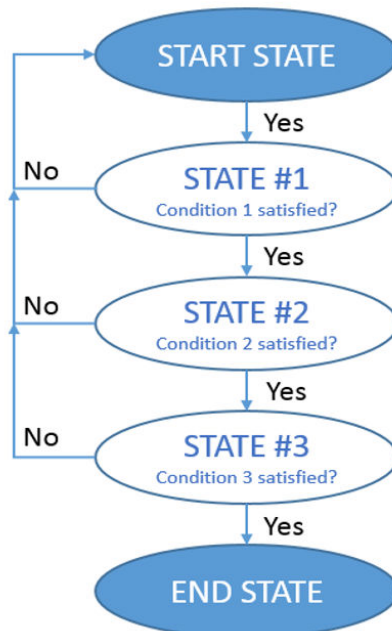 START STATE
Yes
No
STATE #1
Condition 1 satisfied?
Yes
No
STATE #2
Condition 2 satisfied?
Yes
No
STATE #3
Condition 3 satisfied?
Yes
END STATE